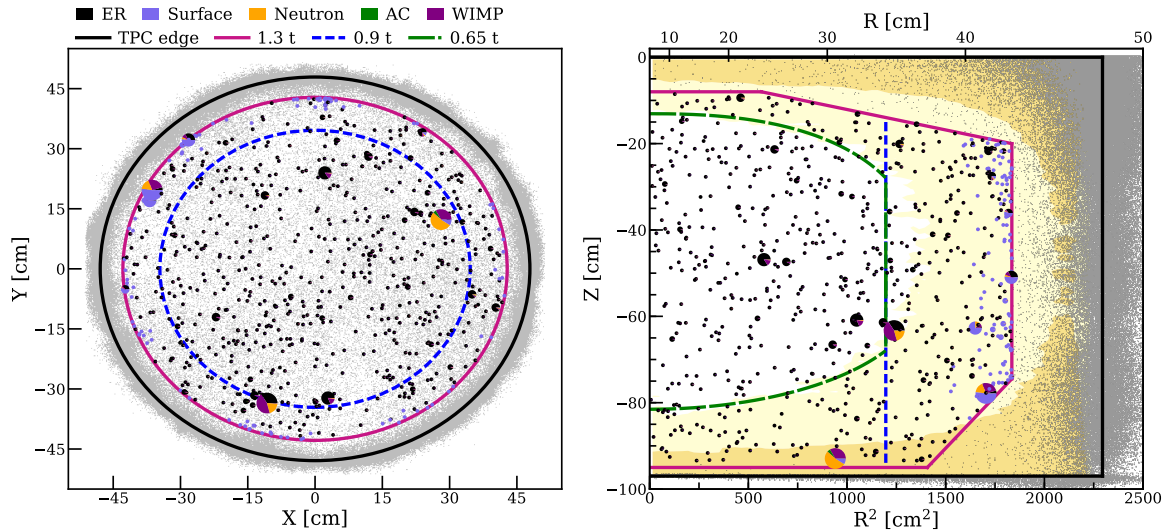 ER Surface Neutron AC WIMP
TPC edge 1.3 t 0.9 t 0.65 t
45
30
15
0
−15
−30
−45
Y [cm]
−45 −30 −15 0 15 30 45
X [cm]
R [cm]
10 20 30 40 50
0
−20
−40
−60
−80
−100
Z [cm]
0 500 1000 1500 2000 2500
R² [cm²]